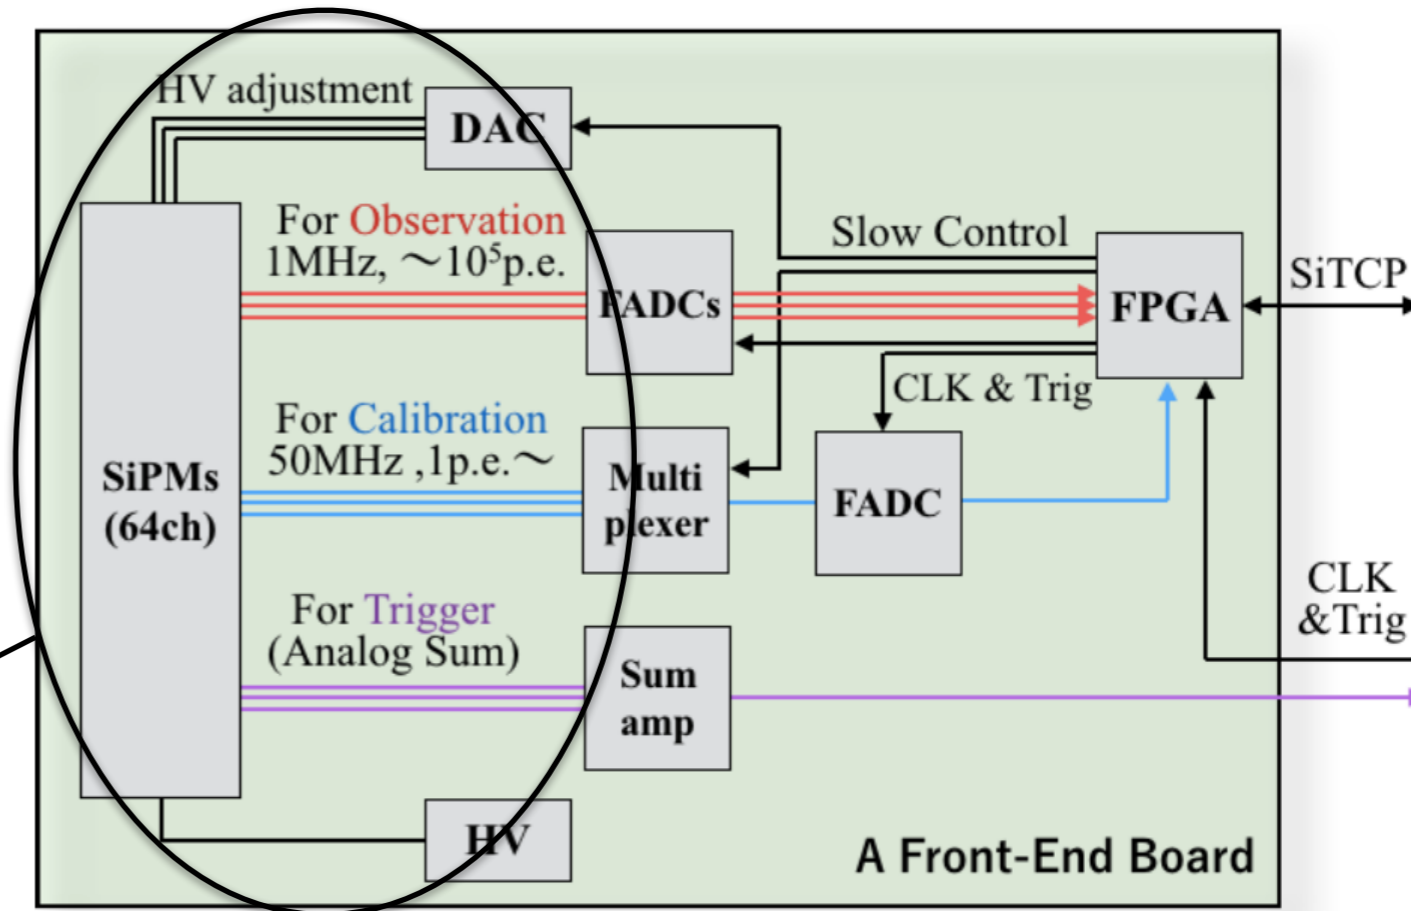 HV adjustment
DAC
For Observation
1MHz, ～10⁵p.e.
FADCs
Slow Control
FPGA
SiTCP
CLK & Trig
For Calibration
50MHz ,1p.e.～
SiPMs
(64ch)
Multi
plexer
FADC
CLK
&Trig
For Trigger
(Analog Sum)
Sum
amp
HV
A Front-End Board